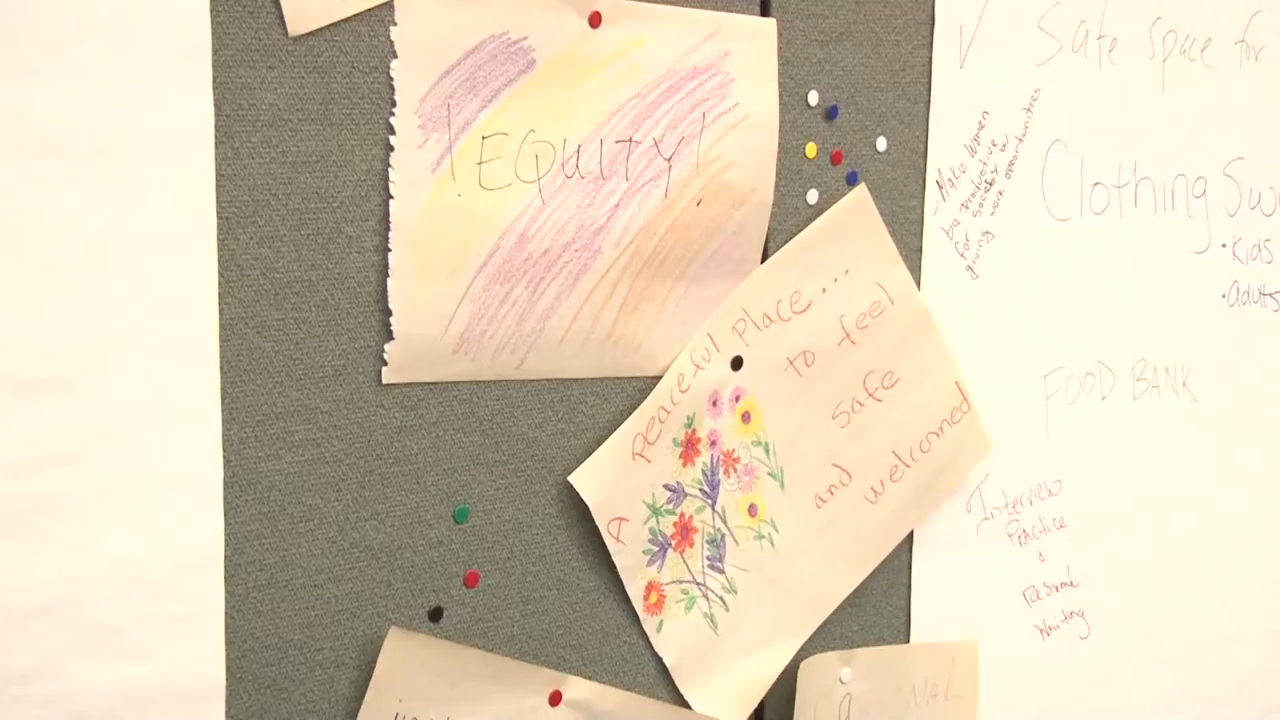 ! EQUITY !
A peaceful place...
to feel
safe
and welcomed
Safe space for
- Make Women
be Productive
for society by
giving work opportunities
Clothing
• Kids
• Adults
FOOD BANK
Interview
Practice
&
Resumé
Writing